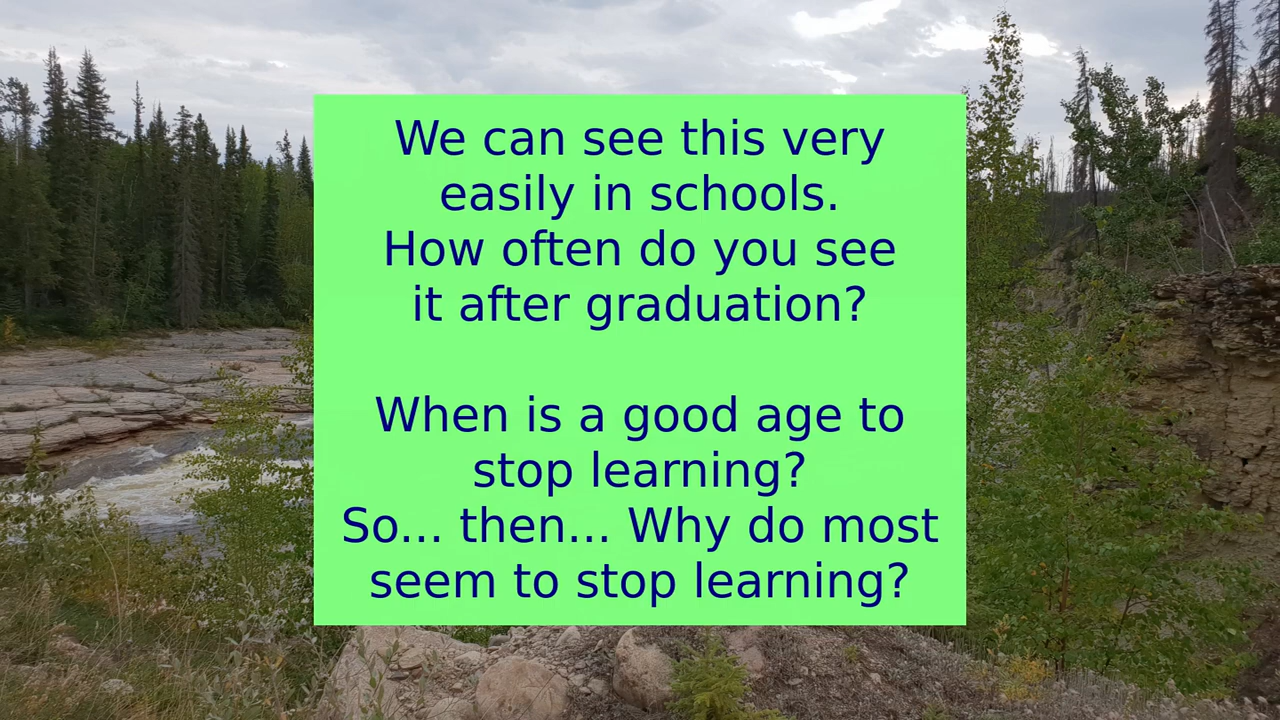 We can see this very
easily in schools.
How often do you see
it after graduation?
When is a good age to
stop learning?
So... then... Why do most
seem to stop learning?